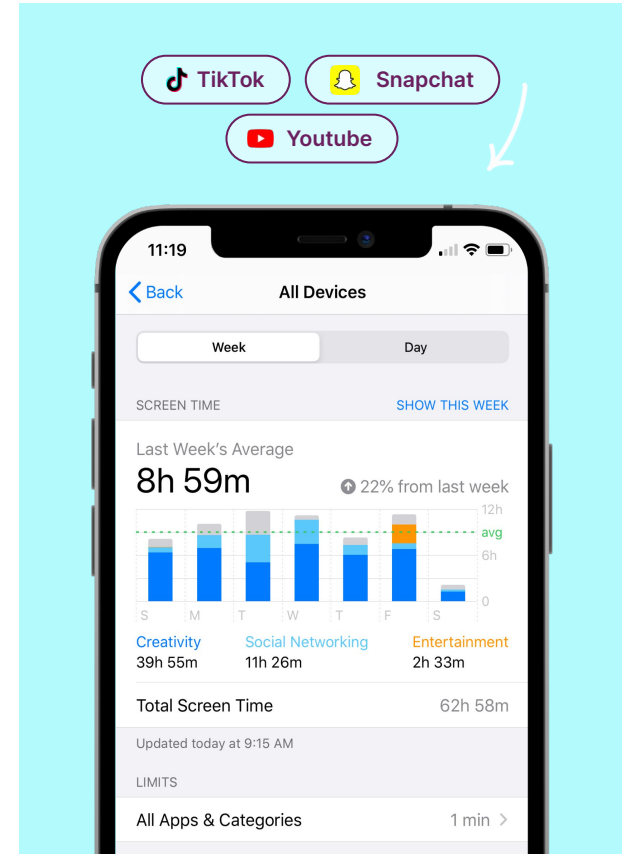 TikTok
Snapchat
Youtube
11:19
Back
All Devices
Week
Day
SCREEN TIME
SHOW THIS WEEK
Last Week's Average
8h 59m
22% from last week
12h
avg
6h
0
S M T W T F S
Creativity Social Networking Entertainment
39h 55m 11h 26m 2h 33m
Total Screen Time 62h 58m
Updated today at 9:15 AM
LIMITS
All Apps & Categories 1 min